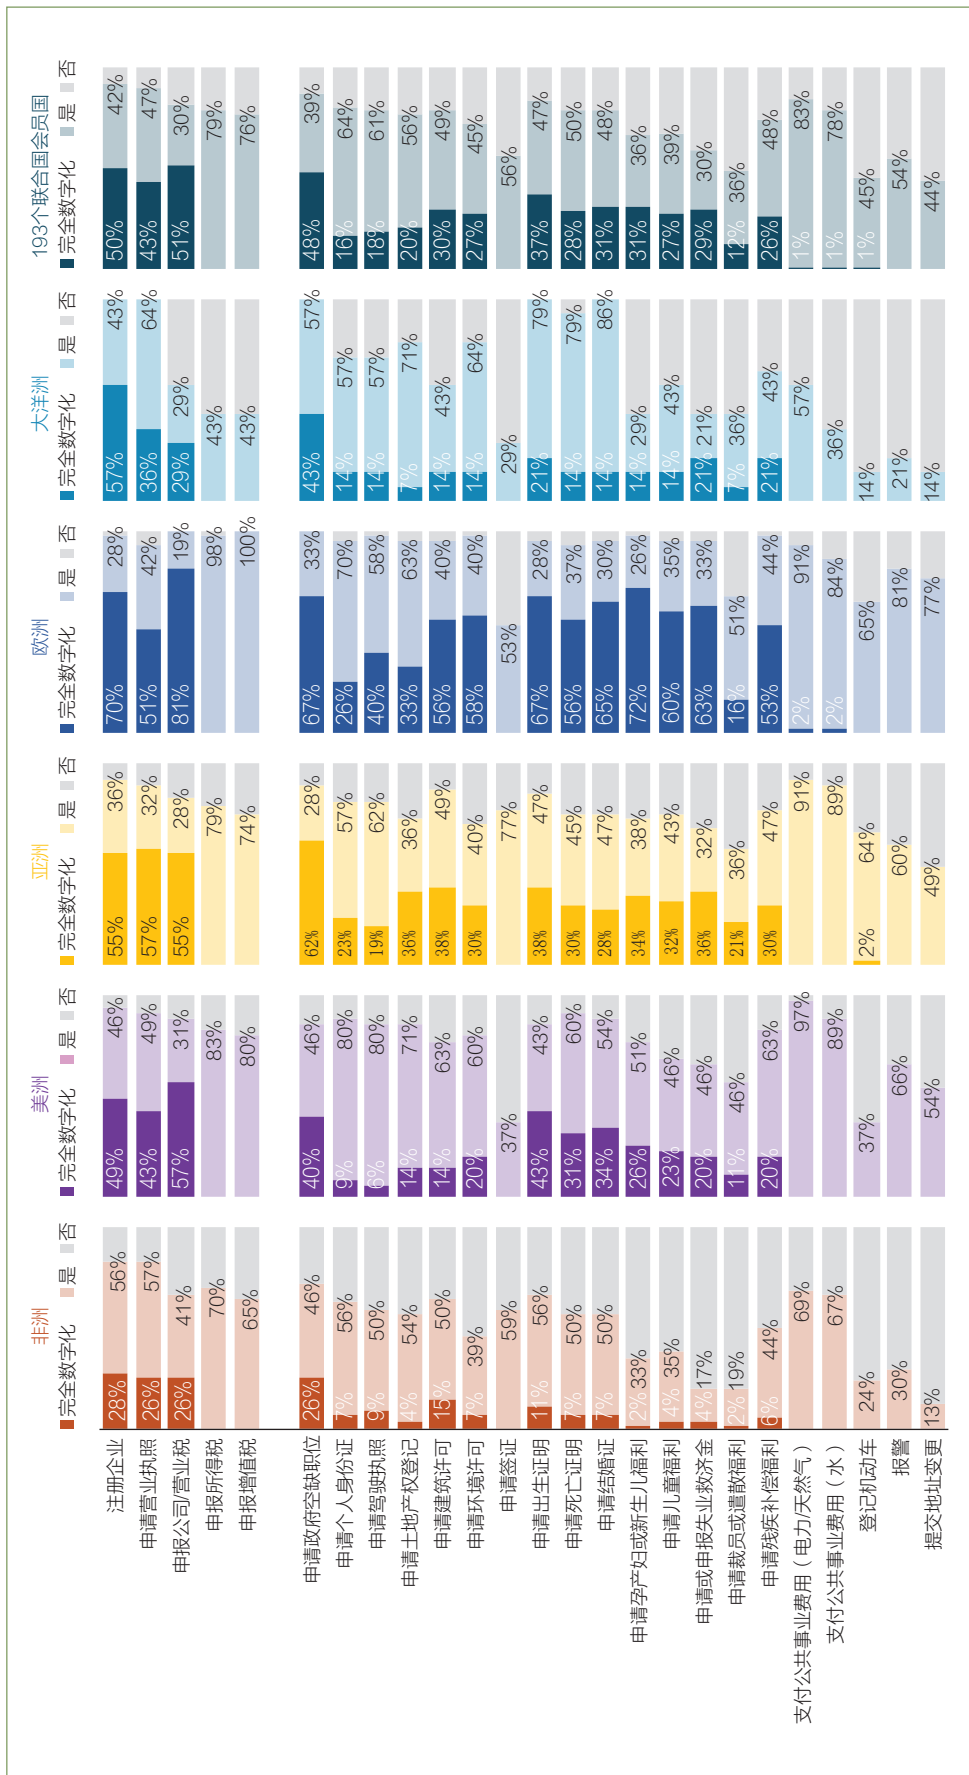 非洲 美洲 亚洲 欧洲 大洋洲 193个联合国会员国
完全数字化 是 否 完全数字化 是 否 完全数字化 是 否 完全数字化 是 否 完全数字化 是 否 完全数字化 是 否
注册企业 28% 56% 49% 46% 55% 36% 70% 28% 57% 43% 50% 42%
申请营业执照 26% 57% 43% 49% 57% 32% 51% 42% 36% 64% 43% 47%
申报公司/营业税 26% 41% 57% 31% 55% 28% 81% 19% 29% 29% 51% 30%
申报所得税 70% 83% 79% 98% 43% 79%
申报增值税 65% 80% 74% 100% 43% 76%
申请政府空缺职位 26% 46% 40% 46% 62% 28% 67% 33% 43% 57% 48% 39%
申请个人身份证 7% 56% 9% 80% 23% 57% 26% 70% 14% 57% 16% 64%
申请驾驶执照 9% 50% 6% 80% 19% 62% 40% 58% 14% 57% 18% 61%
申请土地产权登记 4% 54% 14% 71% 36% 36% 33% 63% 7% 71% 20% 56%
申请建筑许可 15% 50% 14% 63% 38% 49% 56% 40% 14% 43% 30% 49%
申请环境许可 7% 39% 20% 60% 30% 40% 58% 40% 14% 64% 27% 45%
申请签证 59% 37% 77% 53% 29% 56%
申请出生证明 11% 56% 43% 43% 38% 47% 67% 28% 21% 79% 37% 47%
申请死亡证明 7% 50% 31% 60% 30% 45% 56% 37% 14% 79% 28% 50%
申请结婚证 7% 50% 34% 54% 28% 47% 65% 30% 14% 86% 31% 48%
申请孕产妇或新生儿福利 2% 33% 26% 51% 34% 38% 72% 26% 14% 29% 31% 36%
申请儿童福利 4% 35% 23% 46% 32% 43% 60% 35% 14% 43% 27% 39%
申请或申报失业救济金 4% 17% 20% 46% 36% 32% 63% 33% 21% 21% 29% 30%
申请裁员或遣散福利 2% 19% 11% 46% 21% 36% 16% 51% 7% 36% 12% 36%
申请残疾补偿福利 6% 44% 20% 63% 30% 47% 53% 44% 21% 43% 26% 48%
支付公共事业费用（电力/天然气） 69% 97% 91% 2% 91% 57% 1% 83%
支付公共事业费用（水） 67% 89% 89% 2% 84% 36% 1% 78%
登记机动车 24% 37% 2% 64% 65% 14% 1% 45%
报警 30% 66% 60% 81% 21% 54%
提交地址变更 13% 54% 49% 77% 14% 44%